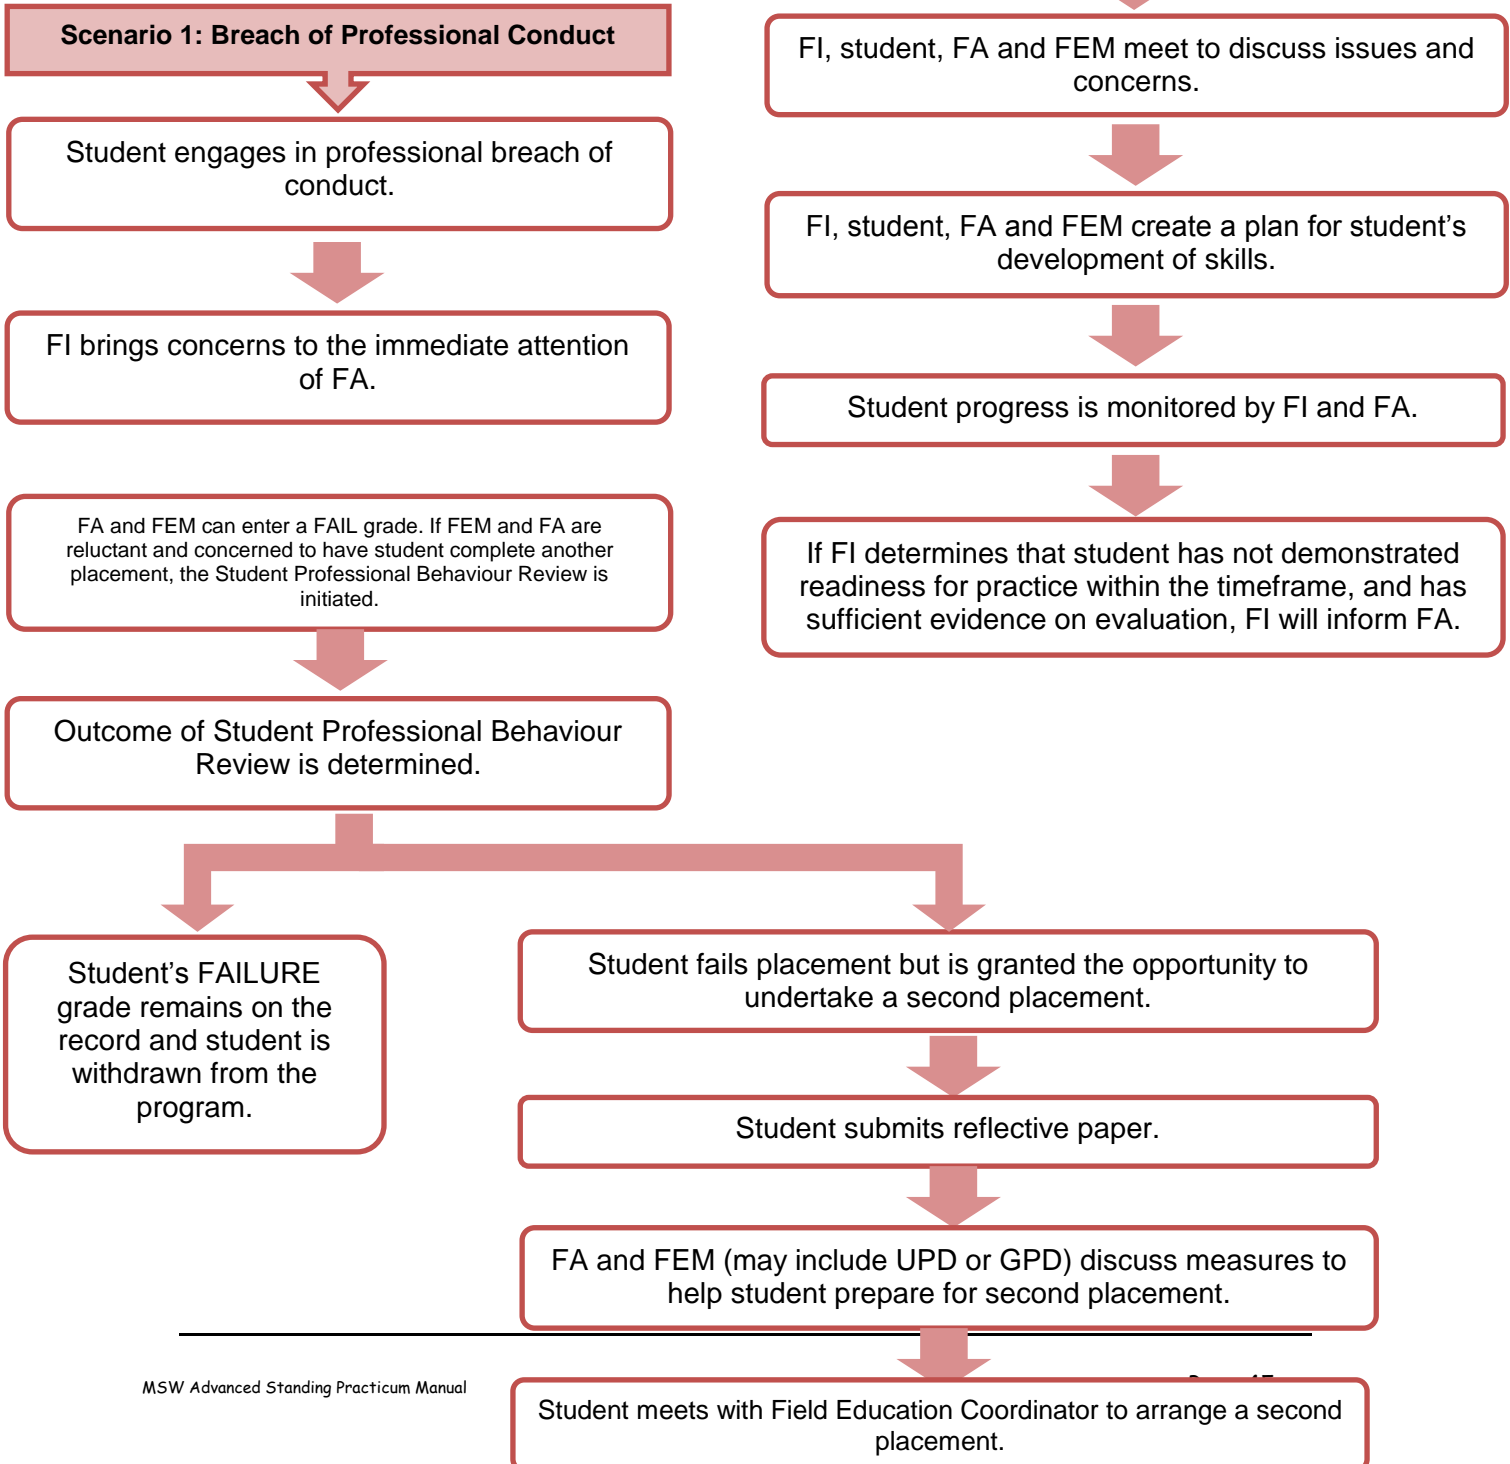 Scenario 1: Breach of Professional Conduct
Student engages in professional breach of
conduct.
FI brings concerns to the immediate attention
of FA.
FA and FEM can enter a FAIL grade. If FEM and FA are
reluctant and concerned to have student complete another
placement, the Student Professional Behaviour Review is
initiated.
Outcome of Student Professional Behaviour
Review is determined.
FI, student, FA and FEM meet to discuss issues and
concerns.
FI, student, FA and FEM create a plan for student’s
development of skills.
Student progress is monitored by FI and FA.
If FI determines that student has not demonstrated
readiness for practice within the timeframe, and has
sufficient evidence on evaluation, FI will inform FA.
Student’s FAILURE
grade remains on the
record and student is
withdrawn from the
program.
Student fails placement but is granted the opportunity to
undertake a second placement.
Student submits reflective paper.
FA and FEM (may include UPD or GPD) discuss measures to
help student prepare for second placement.
Student meets with Field Education Coordinator to arrange a second
placement.
MSW Advanced Standing Practicum Manual